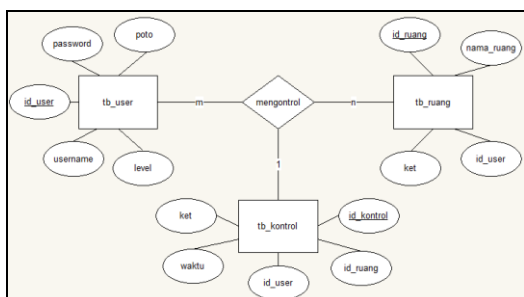 password
poto
id_user
tb_user
username
level
m
mengontrol
n
id_ruang
nama_ruang
tb_ruang
ket
id_user
1
ket
waktu
tb_kontrol
id_kontrol
id_user
id_ruang